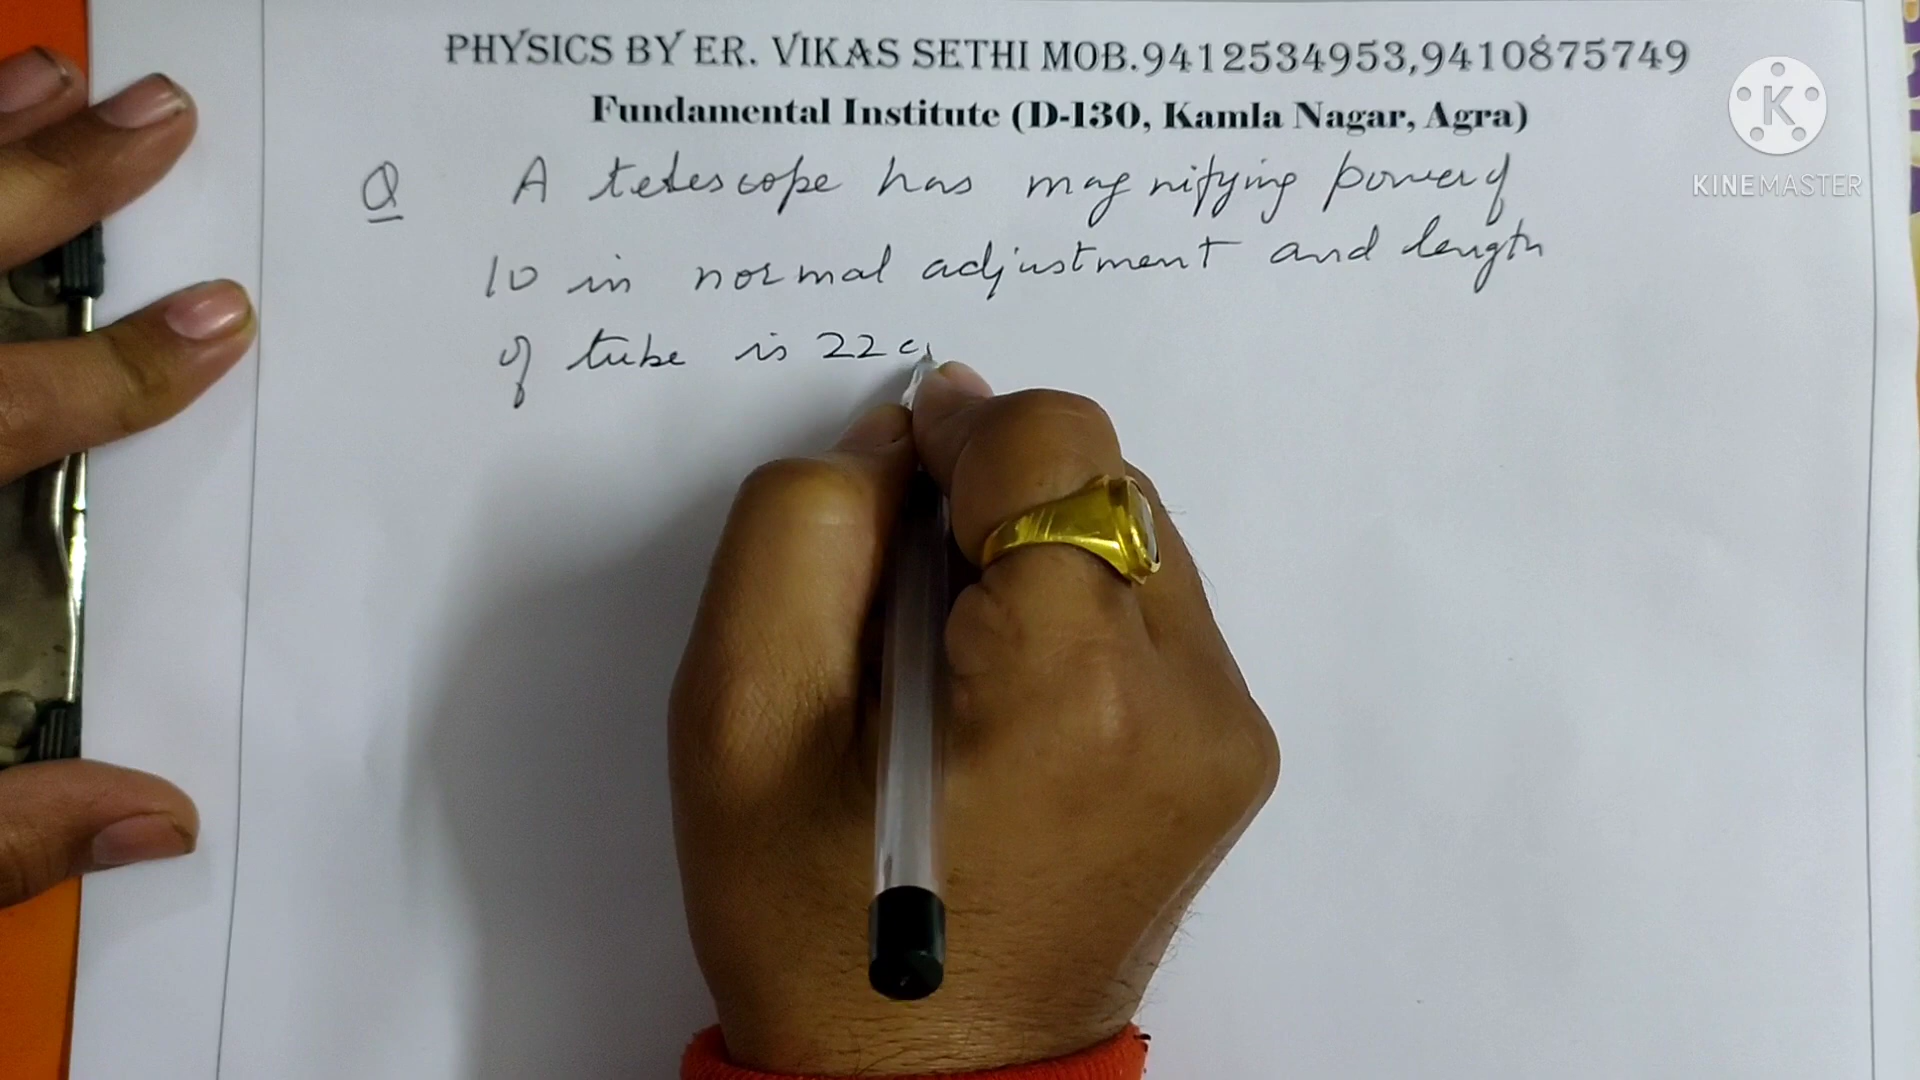 PHYSICS BY ER. VIKAS SETHI MOB.9412534953,9410875749
Fundamental Institute (D-130, Kamla Nagar, Agra)
K
KINEMASTER
Q A telescope has magnifying power of
10 in normal adjustment and length
of tube is 22 c